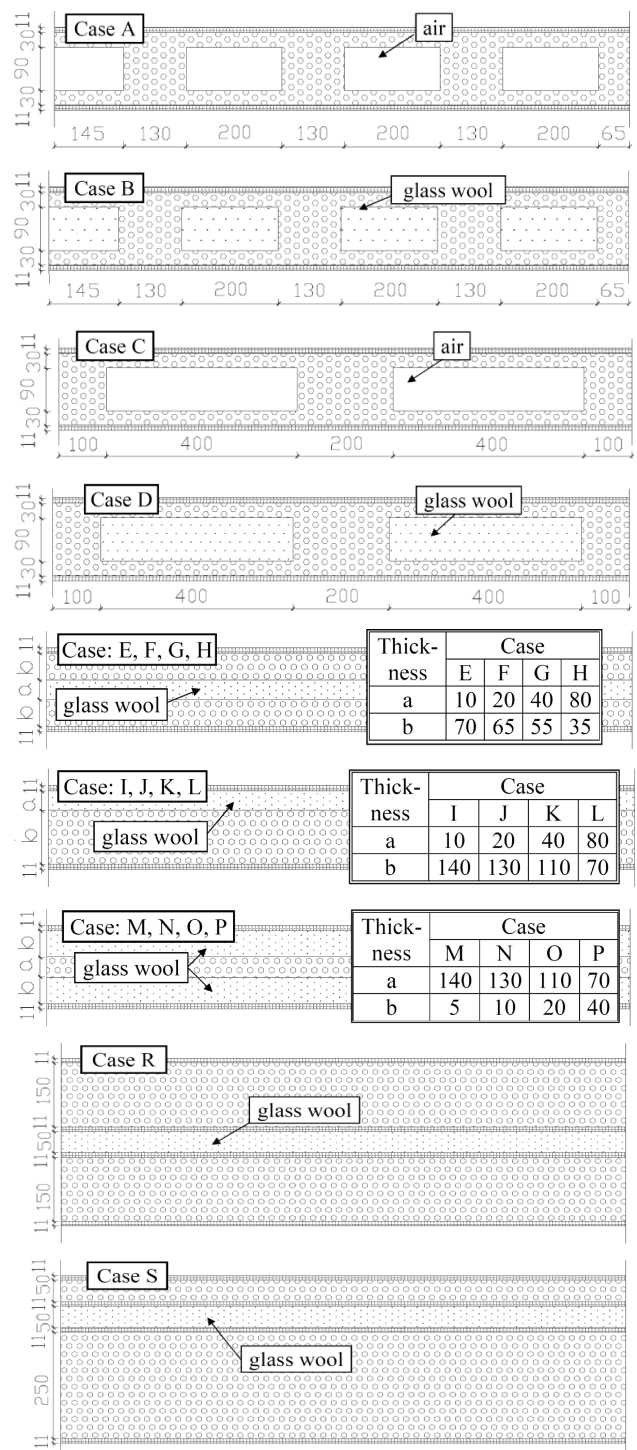 Case A
air
11 30 90 30 11
145 130 200 130 200 130 200 65
Case B
glass wool
11 30 90 30 11
145 130 200 130 200 130 200 65
Case C
air
11 30 90 30 11
100 400 200 400 100
Case D
glass wool
11 30 90 30 11
100 400 200 400 100
Case: E, F, G, H
glass wool
11 b a b 11
Thick-ness Case
E F G H
a 10 20 40 80
b 70 65 55 35
Case: I, J, K, L
glass wool
11 b a 11
Thick-ness Case
I J K L
a 10 20 40 80
b 140 130 110 70
Case: M, N, O, P
glass wool
11 b a b 11
Thick-ness Case
M N O P
a 140 130 110 70
b 5 10 20 40
Case R
glass wool
11 150 11 50 11 150 11
Case S
glass wool
11 250 11 50 11 50 11